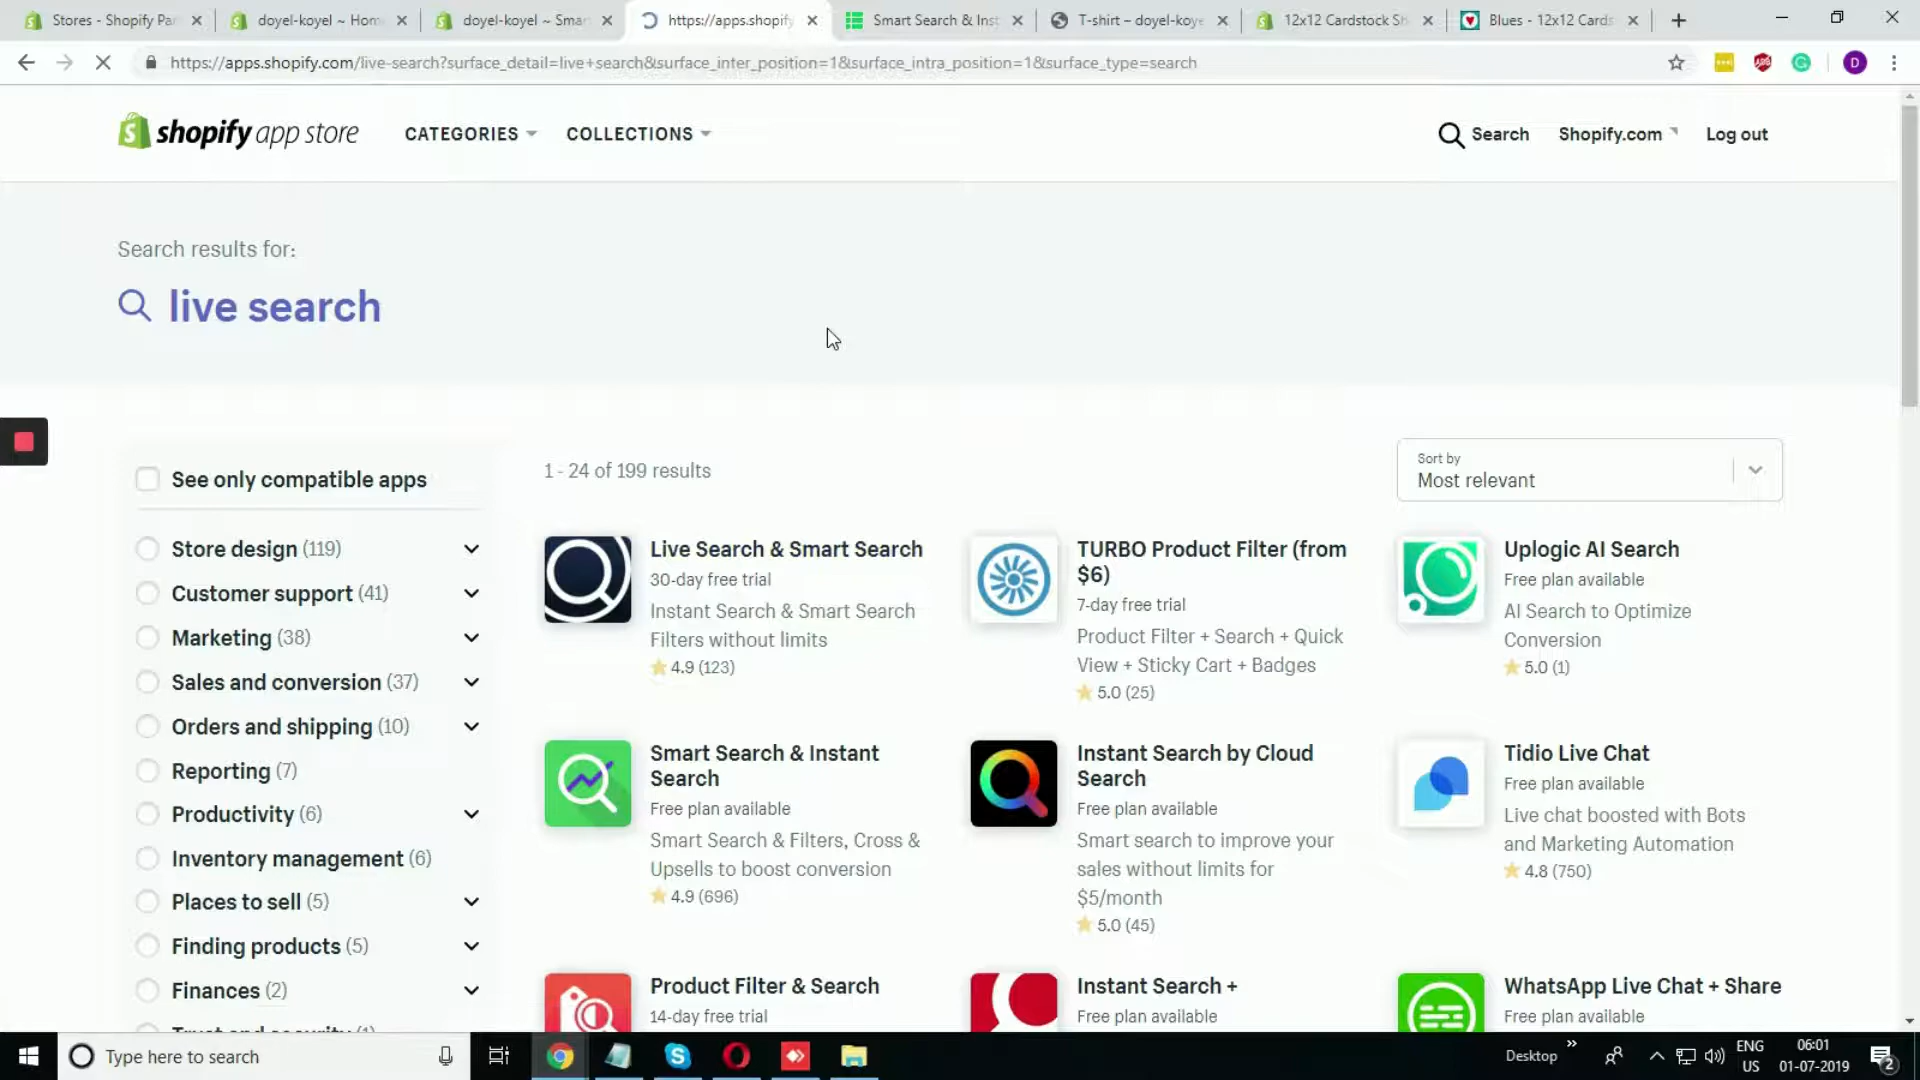 Stores - Shopify Par
doyel-koyel ~ Hom
doyel-koyel ~ Smar
https://apps.shopify
Smart Search & Inst
T-shirt – doyel-koye
12x12 Cardstock Sh
Blues - 12x12 Cards
https://apps.shopify.com/live-search?surface_detail=live+search&surface_inter_position=1&surface_intra_position=1&surface_type=search
D
shopify app store
CATEGORIES
COLLECTIONS
Search
Shopify.com
Log out
Search results for:
live search
See only compatible apps
1 - 24 of 199 results
Sort by
Most relevant
Store design (119)
Customer support (41)
Marketing (38)
Sales and conversion (37)
Orders and shipping (10)
Reporting (7)
Productivity (6)
Inventory management (6)
Places to sell (5)
Finding products (5)
Finances (2)
Trust and security (1)
Live Search & Smart Search
30-day free trial
Instant Search & Smart Search
Filters without limits
4.9 (123)
TURBO Product Filter (from
$6)
7-day free trial
Product Filter + Search + Quick
View + Sticky Cart + Badges
5.0 (25)
Uplogic AI Search
Free plan available
AI Search to Optimize
Conversion
5.0 (1)
Smart Search & Instant
Search
Free plan available
Smart Search & Filters, Cross &
Upsells to boost conversion
4.9 (696)
Instant Search by Cloud
Search
Free plan available
Smart search to improve your
sales without limits for
$5/month
5.0 (45)
Tidio Live Chat
Free plan available
Live chat boosted with Bots
and Marketing Automation
4.8 (750)
Product Filter & Search
14-day free trial
Instant Search +
Free plan available
WhatsApp Live Chat + Share
Free plan available
Type here to search
Desktop
ENG
US
06:01
01-07-2019
2